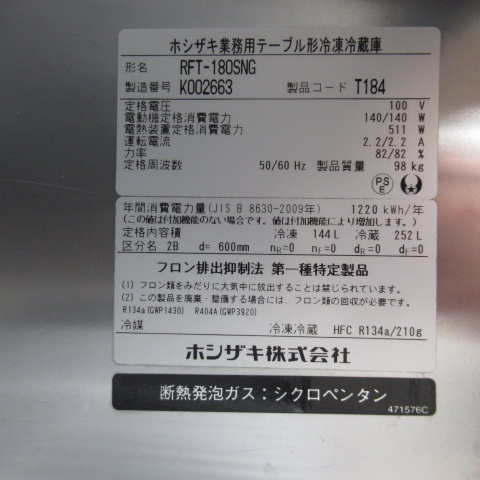 ホシザキ業務用テーブル形冷凍冷蔵庫
形名 RFT-180SNG
製造番号 K002663 製品コード T184
定格電圧 100 V
電動機定格消費電力 140/140 W
電熱装置定格消費電力 511 W
運転電流 2.2/2.2 A
力率 82/82 %
定格周波数 50/60 Hz 製品質量 98 kg
PSE
年間消費電力量(JIS B 8630-2009年) 1220 kWh/年
(この値は付加機能のない場合です。値は付加機能により増加します。)
定格内容積 冷凍 144L 冷蔵 252L
区分名 2B d= 600mm nR=0 nF=0 dR=0 dF=0
フロン排出抑制法 第一種特定製品
(1) フロン類をみだりに大気中に放出することは禁じられている。
(2) この製品を廃棄・整備する場合には、フロン類の回収が必要です。
R134a(GWP1430) R404A(GWP3920)
冷媒 冷凍冷蔵 HFC R134a/210g
ホシザキ株式会社
断熱発泡ガス：シクロペンタン
471576C